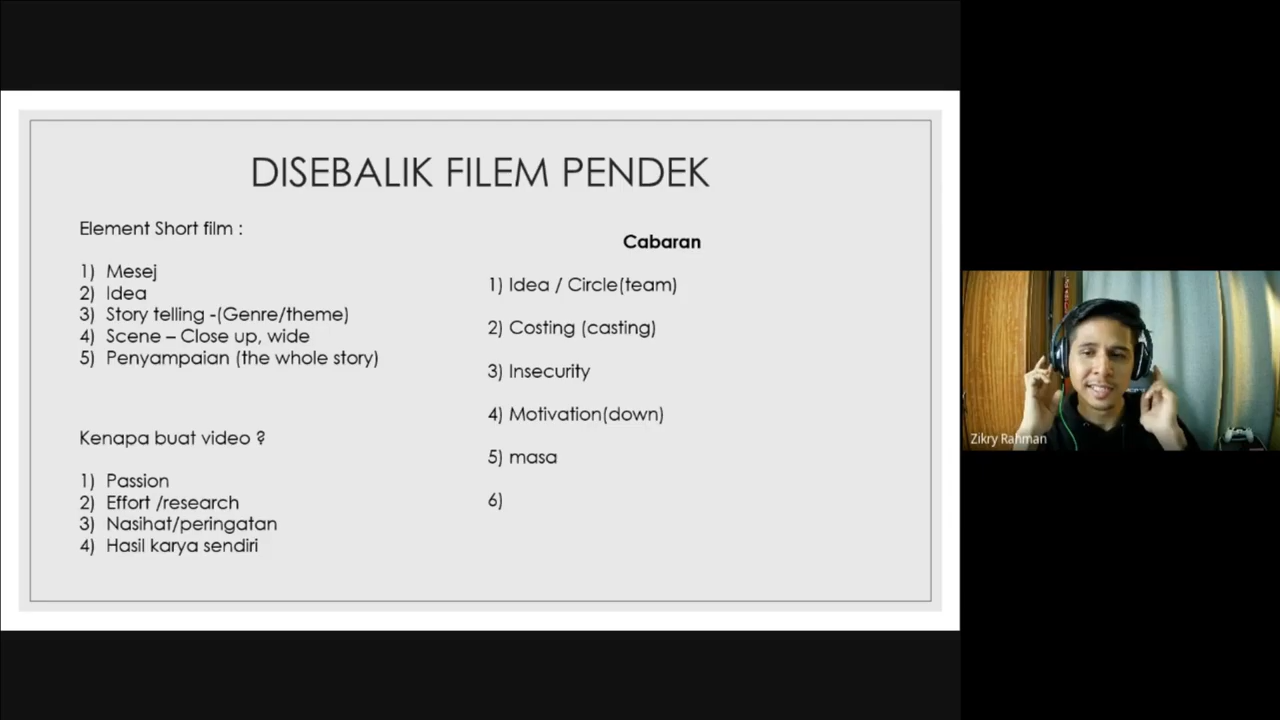 DISEBALIK FILEM PENDEK
Element Short film :
1) Mesej
2) Idea
3) Story telling -(Genre/theme)
4) Scene – Close up, wide
5) Penyampaian (the whole story)
Kenapa buat video ?
1) Passion
2) Effort /research
3) Nasihat/peringatan
4) Hasil karya sendiri
Cabaran
1) Idea / Circle(team)
2) Costing (casting)
3) Insecurity
4) Motivation(down)
5) masa
6)
Zikry Rahman